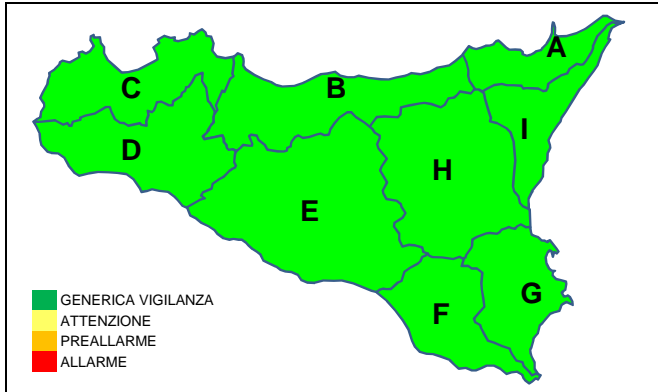 A
C
B
I
D
H
E
G
F
GENERICA VIGILANZA
ATTENZIONE
PREALLARME
ALLARME